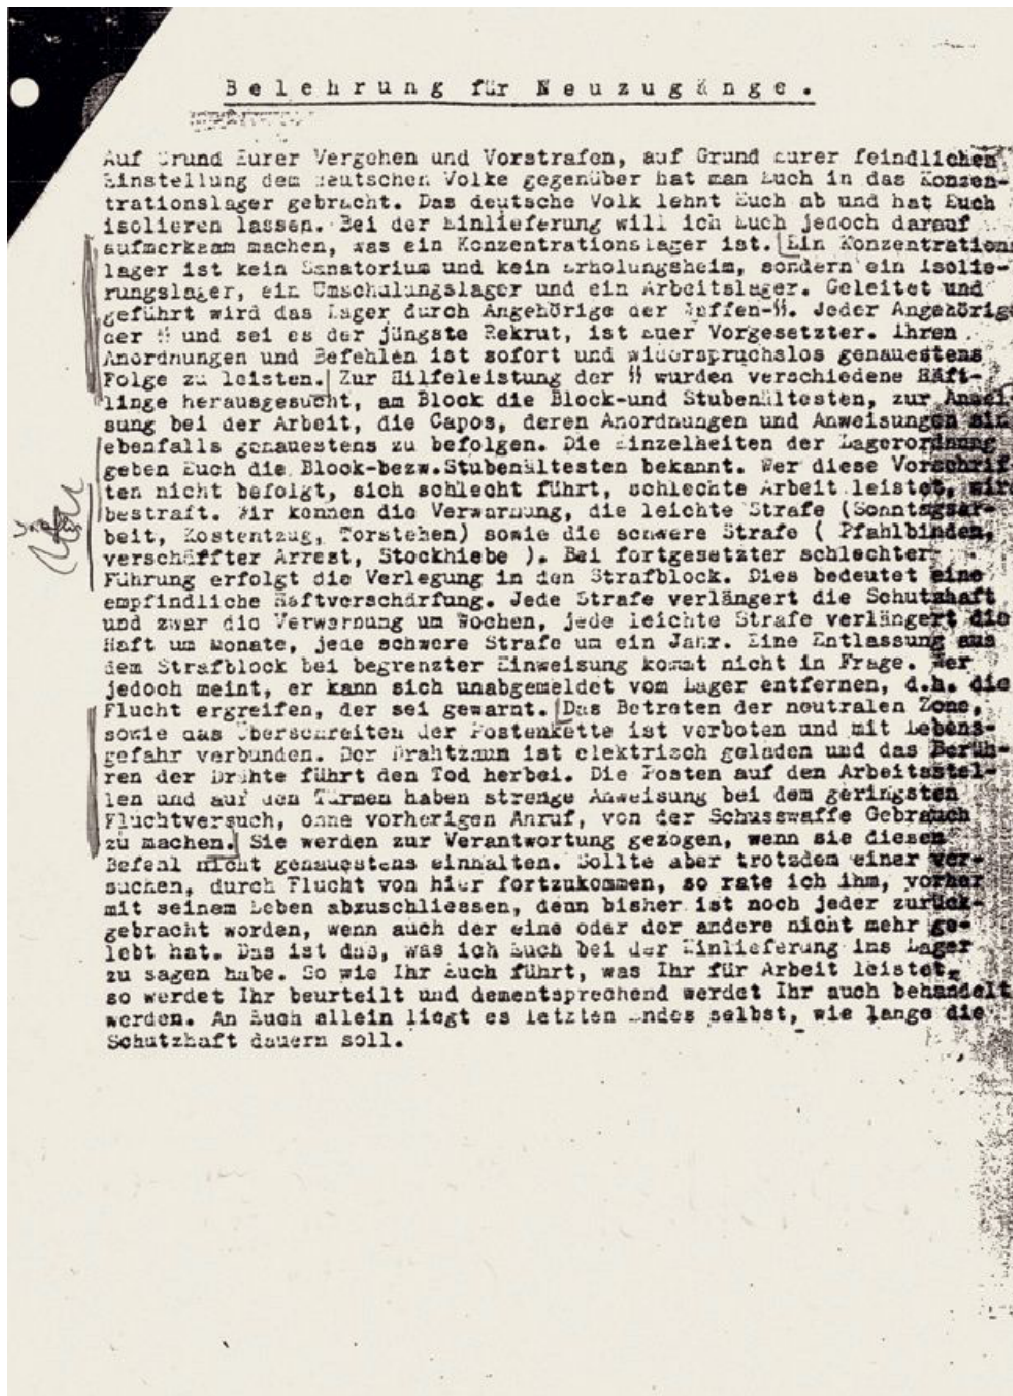 Belehrung für Neuzugänge.
Auf Grund Eurer Vergehen und Vorstrafen, auf Grund Eurer feindlichen
Einstellung dem deutschen Volke gegenüber hat man Euch in das Konzen-
trationslager gebracht. Das deutsche Volk lehnt Euch ab und hat Euch
isolieren lassen. Bei der Einlieferung will ich Euch jedoch darauf
aufmerksam machen, was ein Konzentrationslager ist. Ein Konzentrations
lager ist kein Sanatorium und kein Erholungsheim, sondern ein Isolie-
rungslager, ein Umschulungslager und ein Arbeitslager. Geleitet und
geführt wird das Lager durch Angehörige der Waffen-SS. Jeder Angehörige
der SS und sei es der jüngste Rekrut, ist Euer Vorgesetzter. Ihren
Anordnungen und Befehlen ist sofort und widerspruchslos genauestens
Folge zu leisten. Zur Hilfeleistung der SS wurden verschiedene Häft-
linge herausgesucht, am Block die Block-und Stubenältesten, zur Anwei-
sung bei der Arbeit, die Capos, deren Anordnungen und Anweisungen sin
ebenfalls genauestens zu befolgen. Die Einzelheiten der Lagerordnung
geben Euch die Block-bezw.Stubenältesten bekannt. Wer diese Vorschrif-
ten nicht befolgt, sich schlecht führt, schlechte Arbeit leistet, wird
bestraft. Wir kennen die Verwarnung, die leichte Strafe (Sonntagsar-
beit, Kostentzug, Torstehen) sowie die schwere Strafe ( Pfahlbinden,
verschäffter Arrest, Stockhiebe ). Bei fortgesetzter schlechter
Führung erfolgt die Verlegung in den Strafblock. Dies bedeutet eine
empfindliche Haftverschärfung. Jede Strafe verlängert die Schutzhaft
und zwar die Verwarnung um Wochen, jede leichte Strafe verlängert die
Haft um Monate, jede schwere Strafe um ein Jahr. Eine Entlassung aus
dem Strafblock bei begrenzter Einweisung kommt nicht in Frage. Wer
jedoch meint, er kann sich unabgemeldet vom Lager entfernen, d.h. die
Flucht ergreifen, der sei gewarnt. Das Betreten der neutralen Zone,
sowie das Überschreiten der Postenkette ist verboten und mit Lebens-
gefahr verbunden. Der Drahtzaun ist elektrisch geladen und das Berüh-
ren der Drähte führt den Tod herbei. Die Posten auf den Arbeitsstel-
len und auf den Türmen haben strenge Anweisung bei dem geringsten
Fluchtversuch, ohne vorherigen Anruf, von der Schusswaffe Gebrauch
zu machen. Sie werden zur Verantwortung gezogen, wenn sie diesen
Befehl nicht genauestens einhalten. Sollte aber trotzdem einer ver-
suchen, durch Flucht von hier fortzukommen, so rate ich ihm, vorher
mit seinem Leben abzuschliessen, denn bisher ist noch jeder zurück-
gebracht worden, wenn auch der eine oder der andere nicht mehr ge-
lebt hat. Das ist das, was ich Euch bei der Einlieferung ins Lager
zu sagen habe. So wie Ihr Euch führt, was Ihr für Arbeit leistet,
so werdet Ihr beurteilt und dementsprechend werdet Ihr auch behandelt
werden. An Euch allein liegt es letzten Endes selbst, wie lange die
Schutzhaft dauern soll.